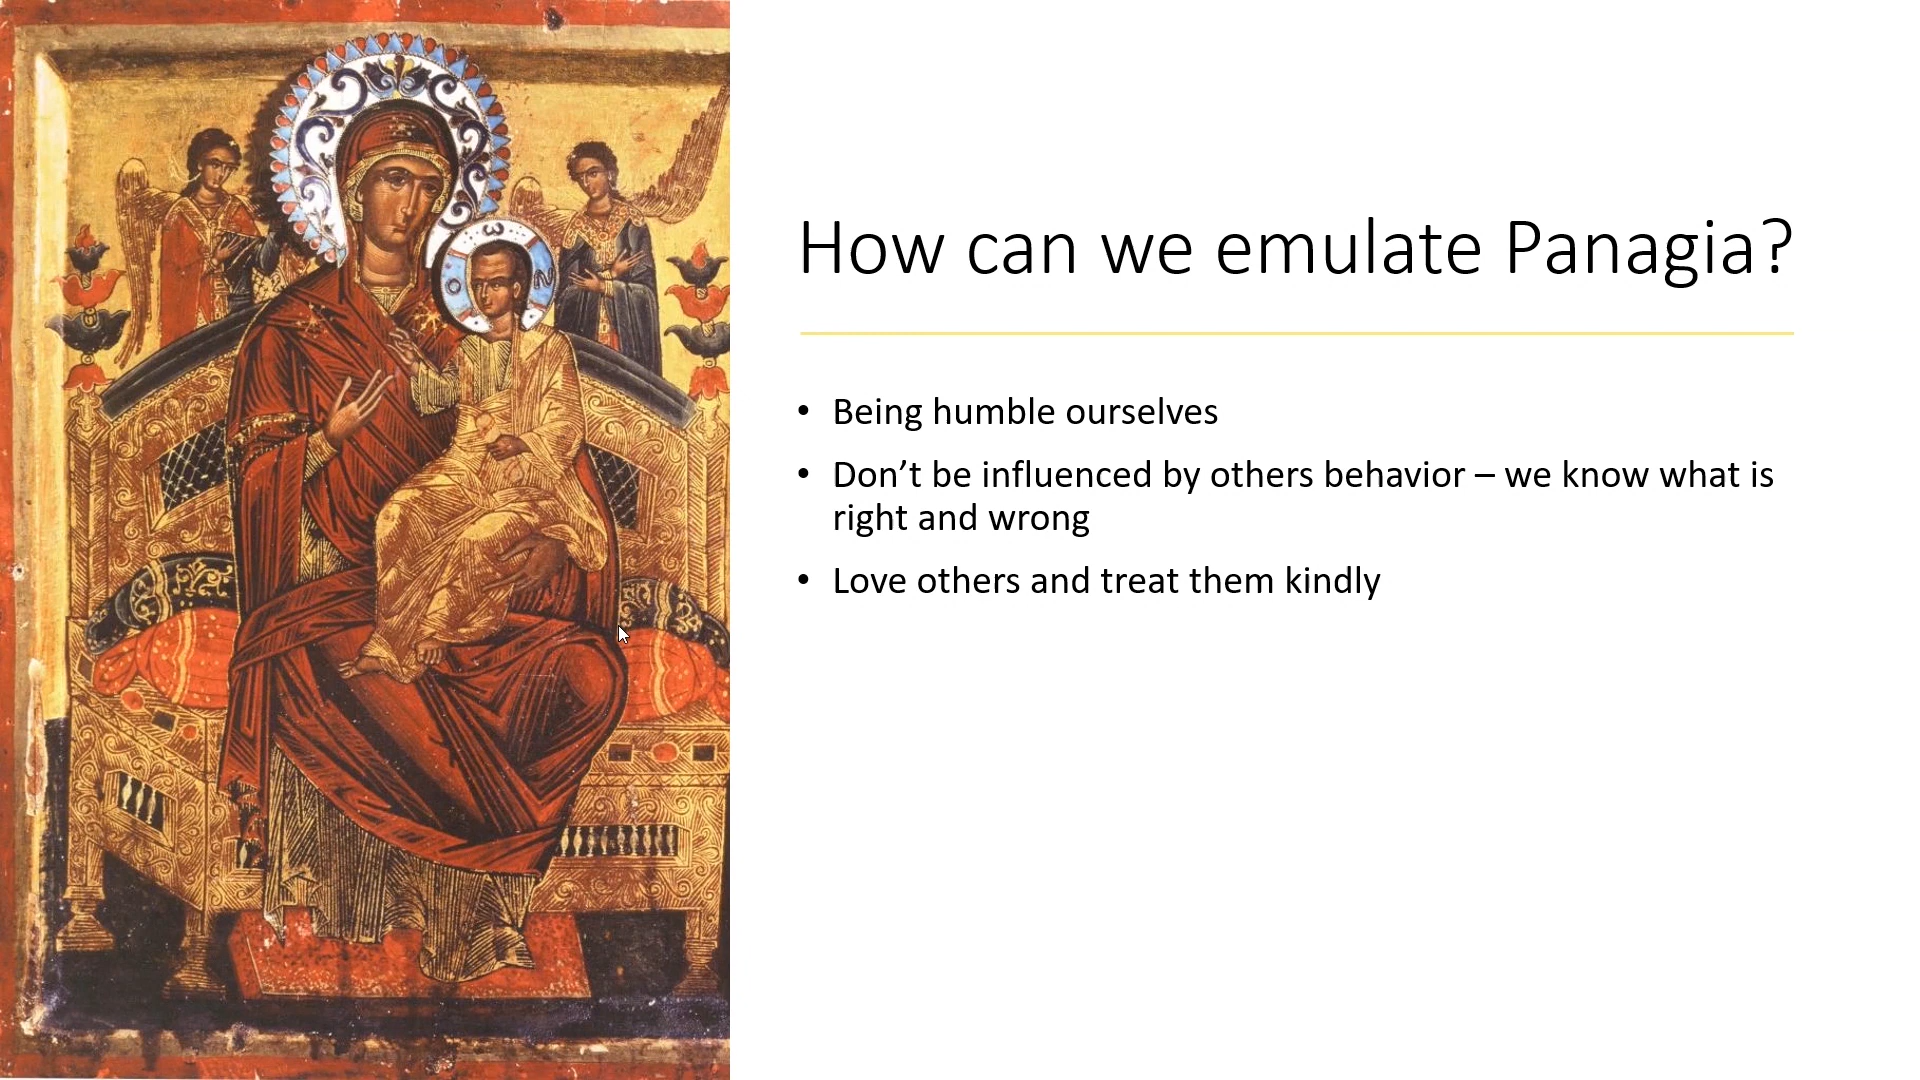 How can we emulate Panagia?
• Being humble ourselves
• Don’t be influenced by others behavior – we know what is
right and wrong
• Love others and treat them kindly
ω
Ο Ν